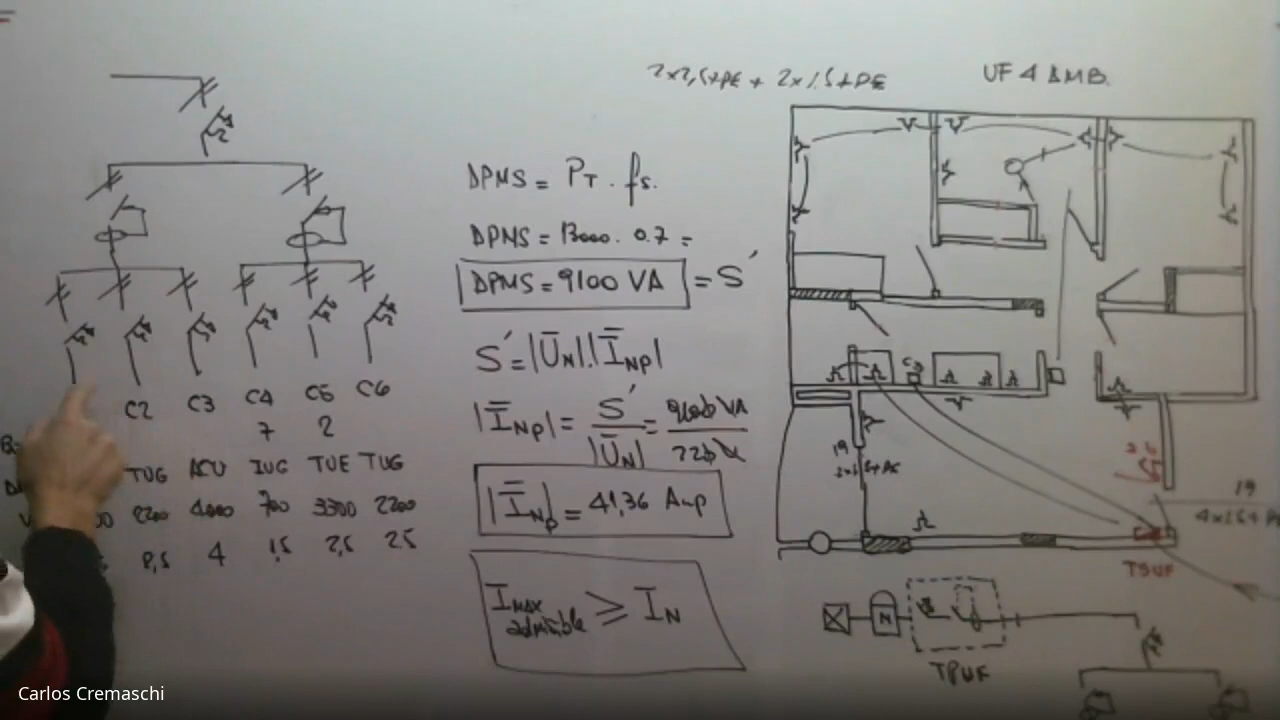 2x2,5+PE + 2x1.5+PE
UF 4 AMB.
DPMS = PT . fs.
DPMS = 13000 . 0.7 =
DPMS = 9100 VA = S'
S' = |UN|.|INp|
|INp| = S' / |UN| = 9100 VA / 220 V
|INp| = 41,36 Amp
IMAX admisible ≥ IN
C2 C3 C4 C5 C6
7 2
TUG ACU IUG TUE TUG
2200 4000 700 3300 2200
4 1,5 2,5 2.5
C3
19
19
TSUF
N
TPUF
Carlos Cremaschi